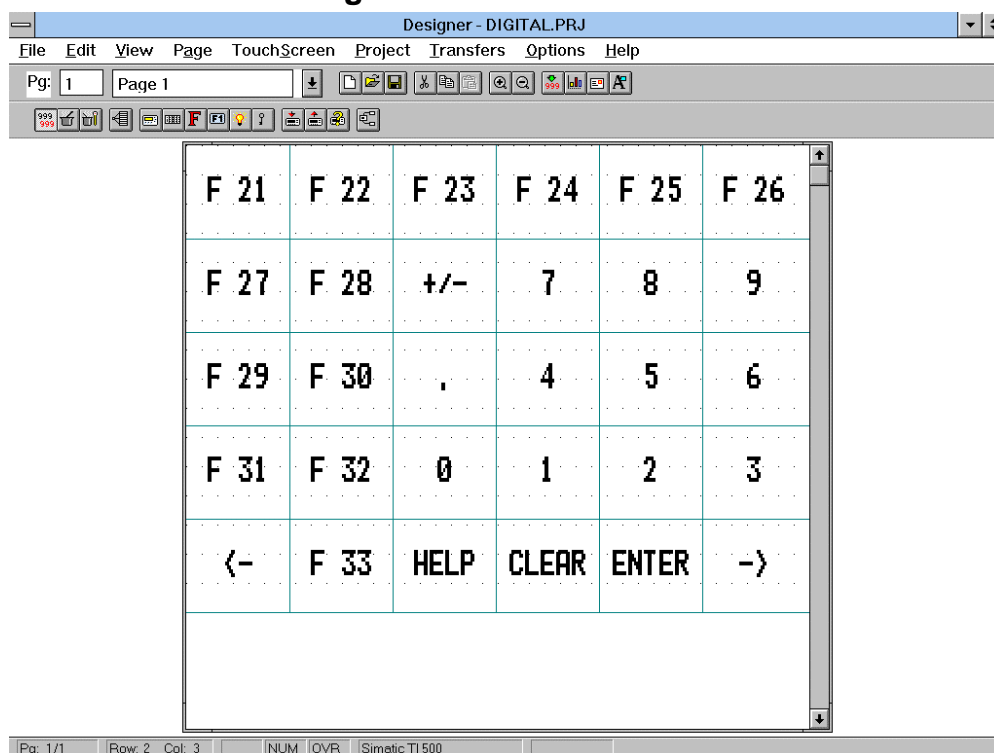 Designer - DIGITAL.PRJ
File Edit View Page TouchScreen Project Transfers Options Help
Pg: 1 Page 1
F 21 F 22 F 23 F 24 F 25 F 26
F 27 F 28 +/- 7 8 9
F 29 F 30 , 4 5 6
F 31 F 32 0 1 2 3
<- F 33 HELP CLEAR ENTER ->
Pg: 1/1 Row: 2 Col: 3 NUM OVR Simatic TI 500